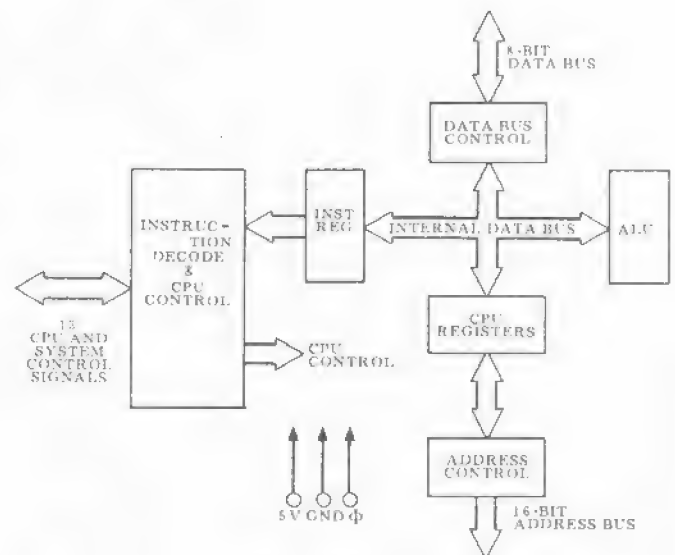 8-BIT
DATA BUS
DATA BUS
CONTROL
INSTRUC-
TION
DECODE
&
CPU
CONTROL
INST
REG
INTERNAL DATA BUS
ALU
13
CPU AND
SYSTEM
CONTROL
SIGNALS
CPU
CONTROL
CPU
REGISTERS
ADDRESS
CONTROL
5V GND Φ
16-BIT
ADDRESS BUS